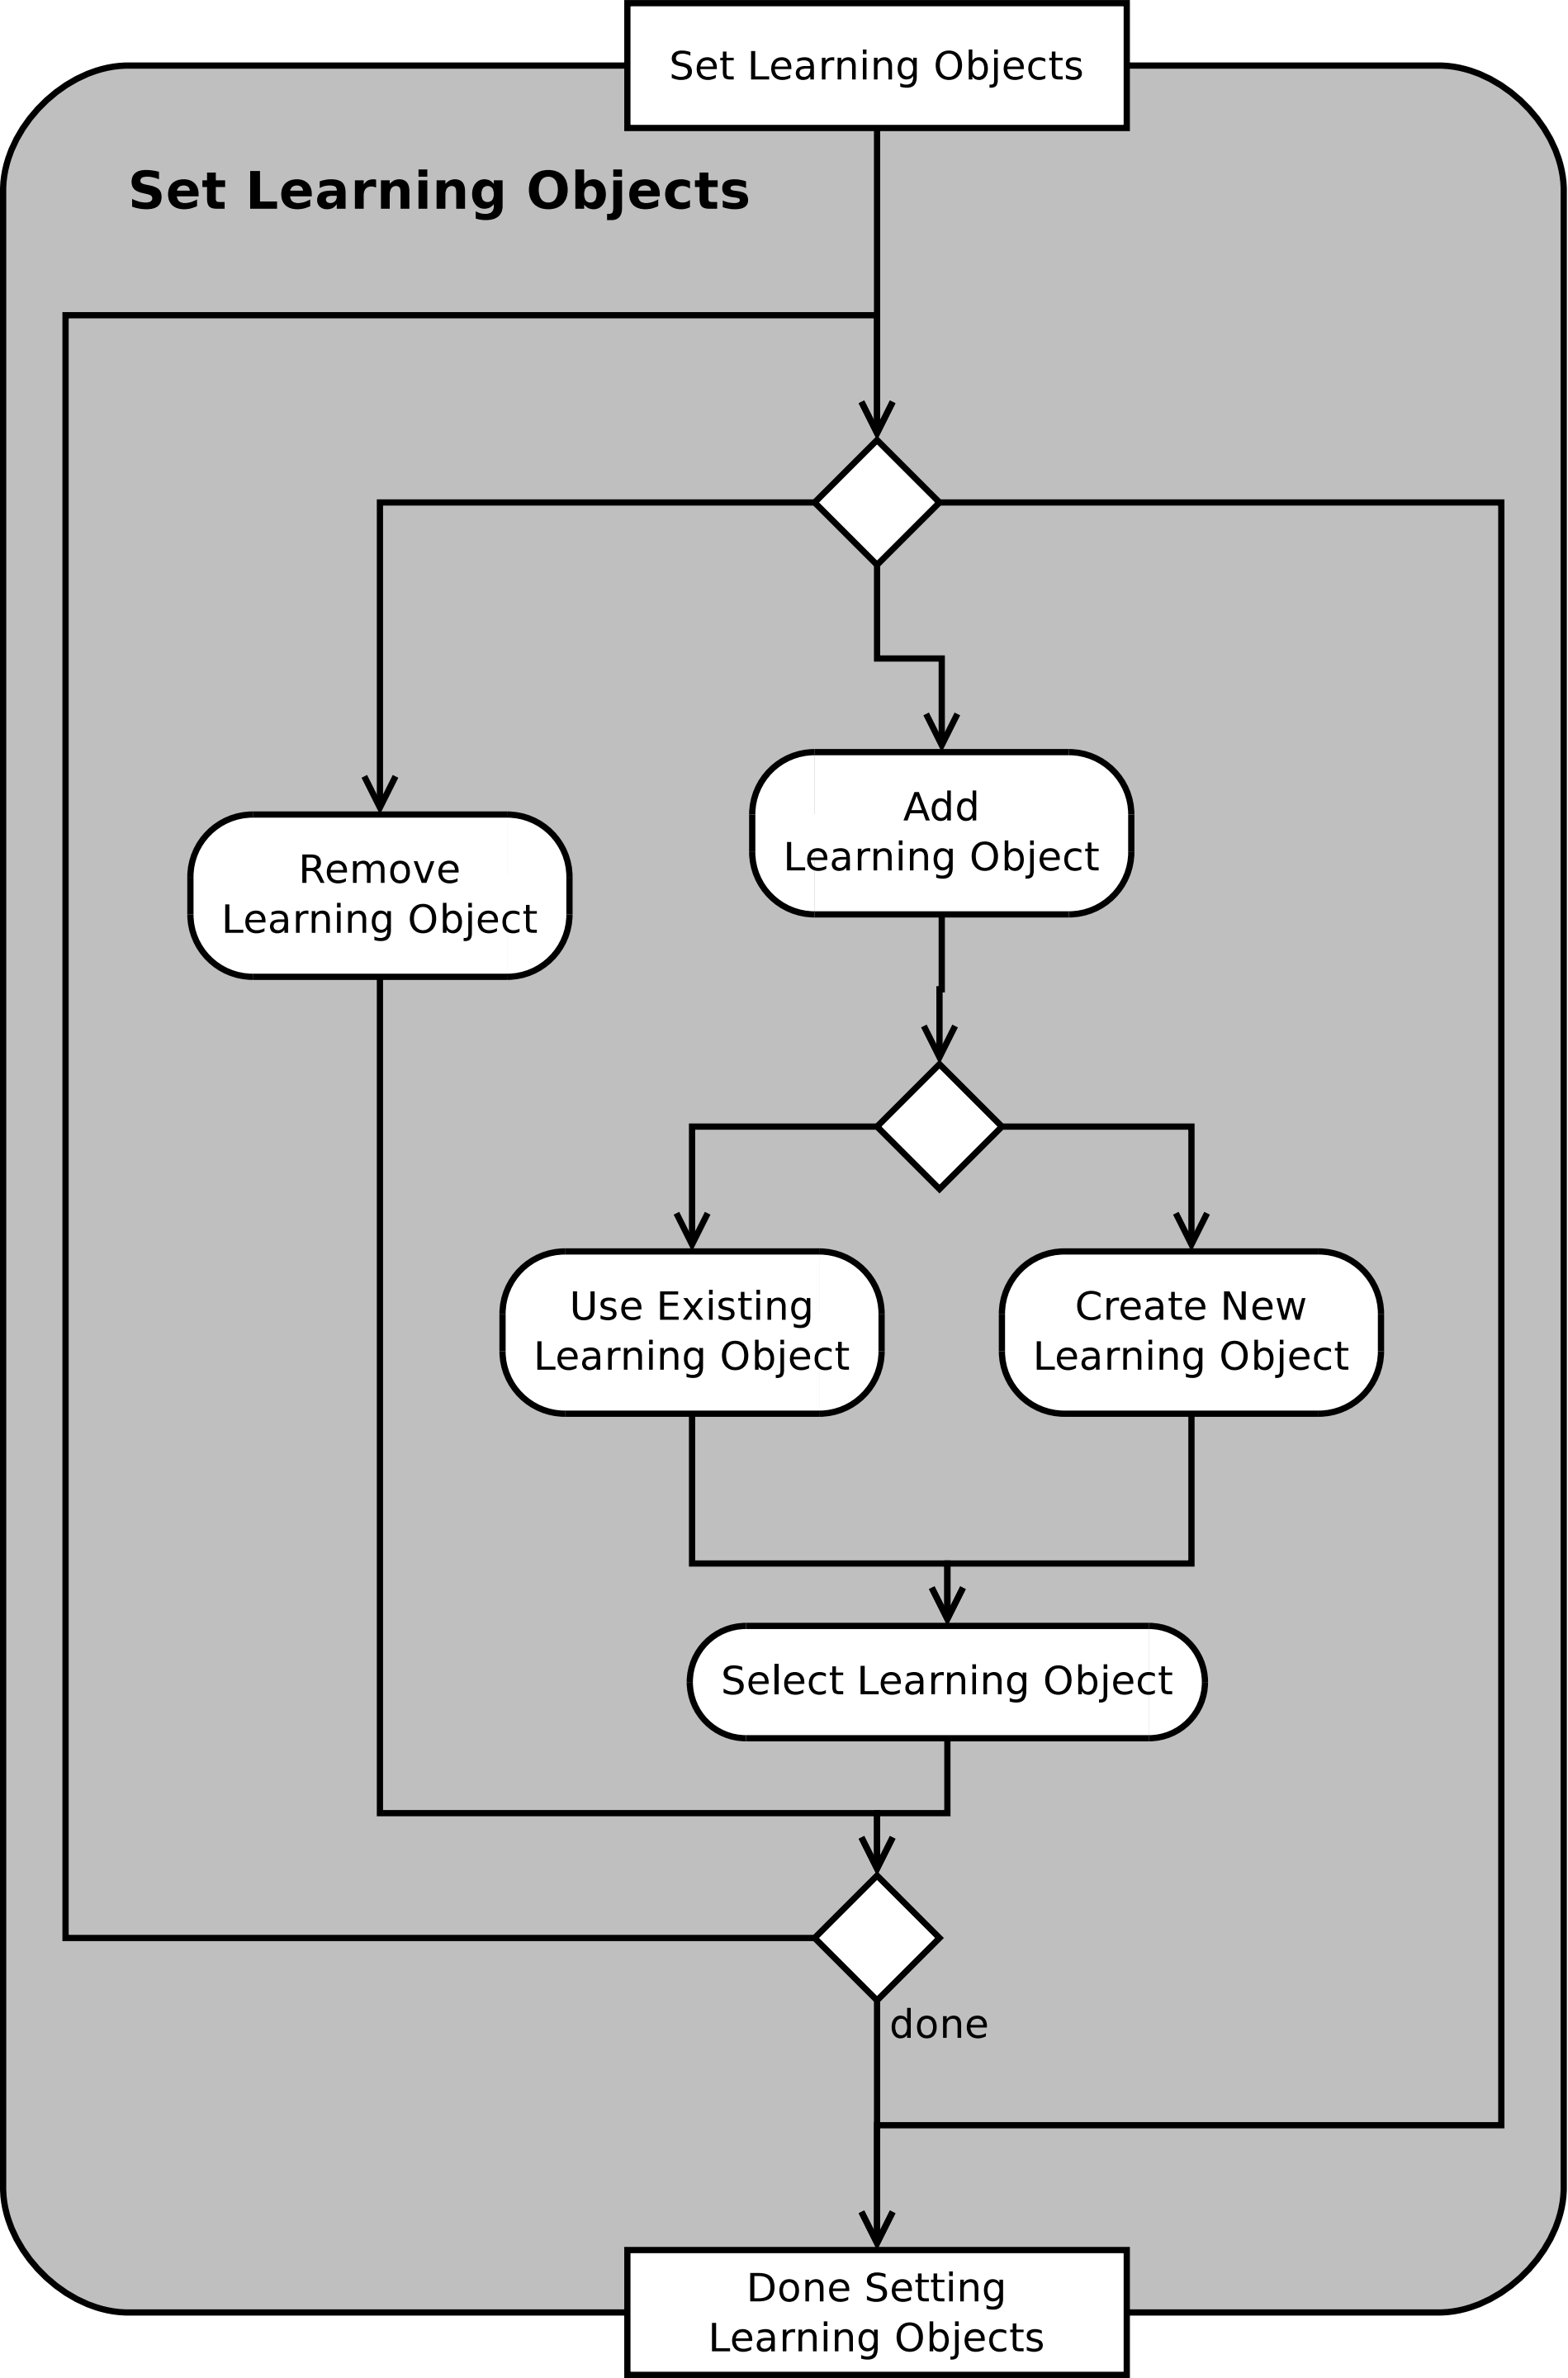 Set Learning Objects
Set Learning Objects
Add
Learning Object
Remove
Learning Object
Use Existing
Learning Object
Create New
Learning Object
Select Learning Object
done
Done Setting
Learning Objects